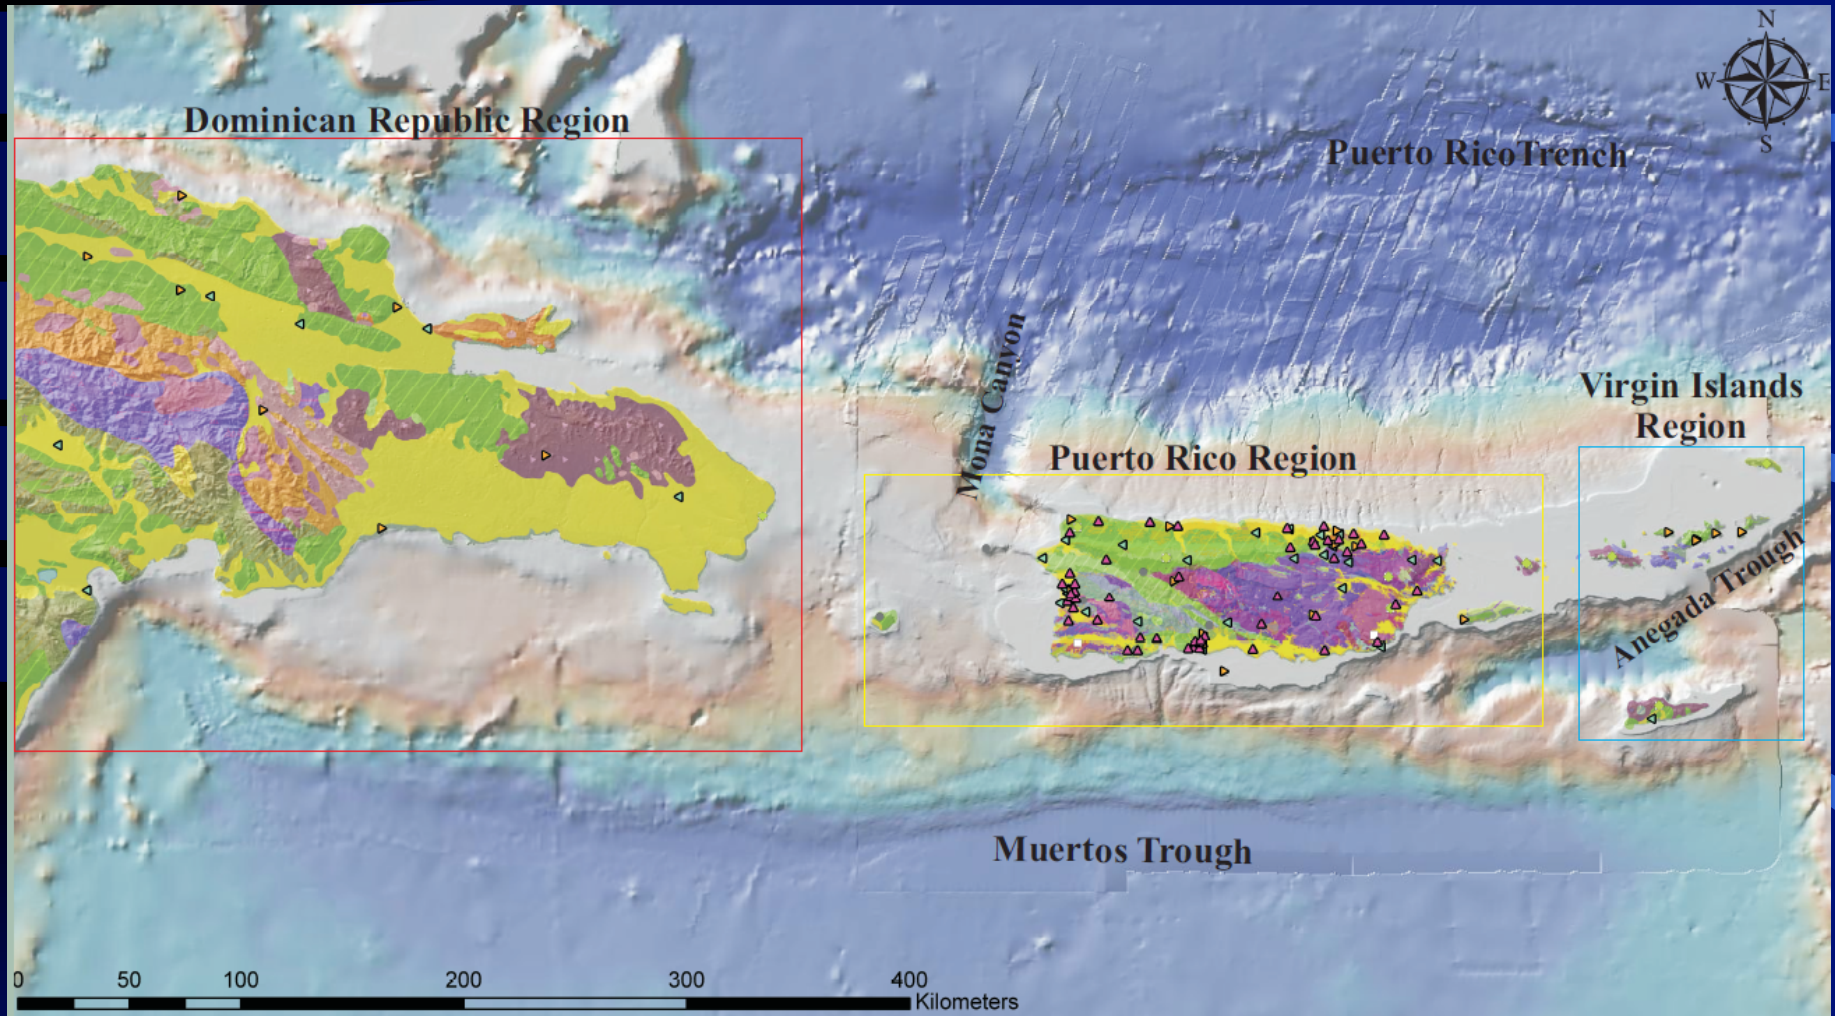 N
W E
S
Dominican Republic Region
Puerto RicoTrench
Mona Canyon
Virgin Islands
Region
Puerto Rico Region
Anegada Trough
Muertos Trough
0 50 100 200 300 400
Kilometers